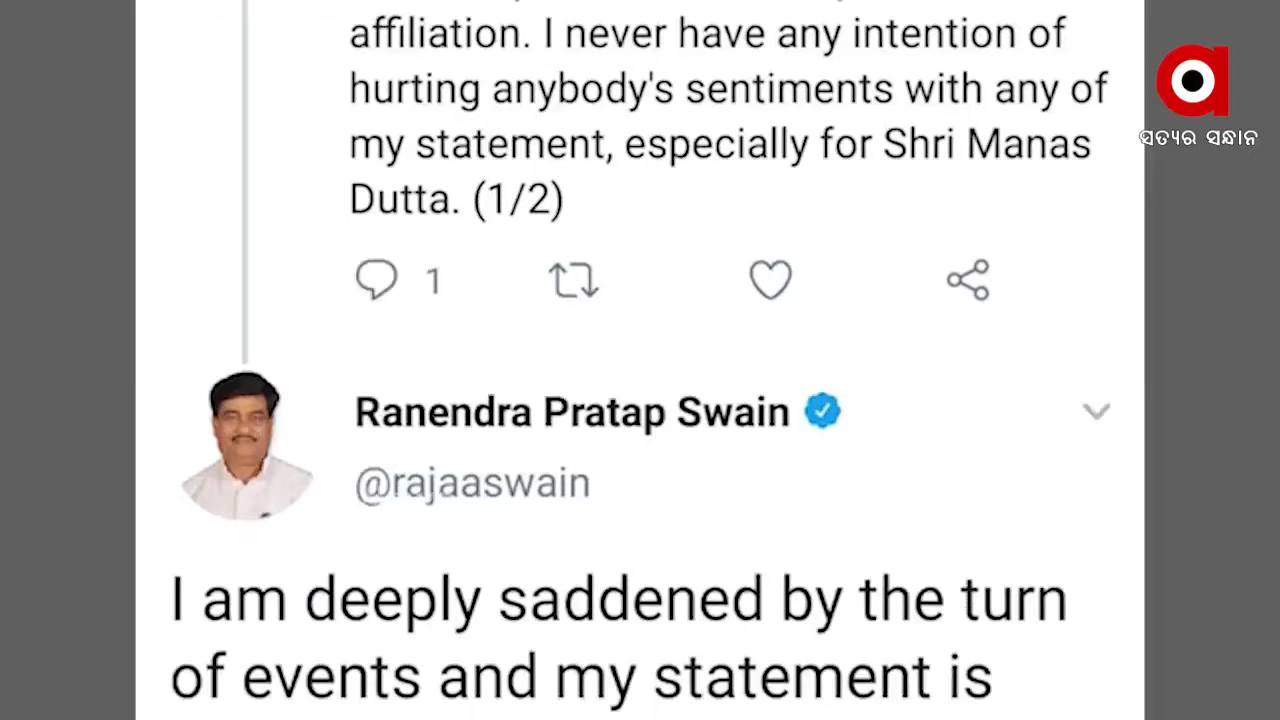 affiliation. I never have any intention of
hurting anybody's sentiments with any of
my statement, especially for Shri Manas
Dutta. (1/2)
1
Ranendra Pratap Swain
@rajaaswain
I am deeply saddened by the turn
of events and my statement is
ସତ୍ୟର ସନ୍ଧାନ